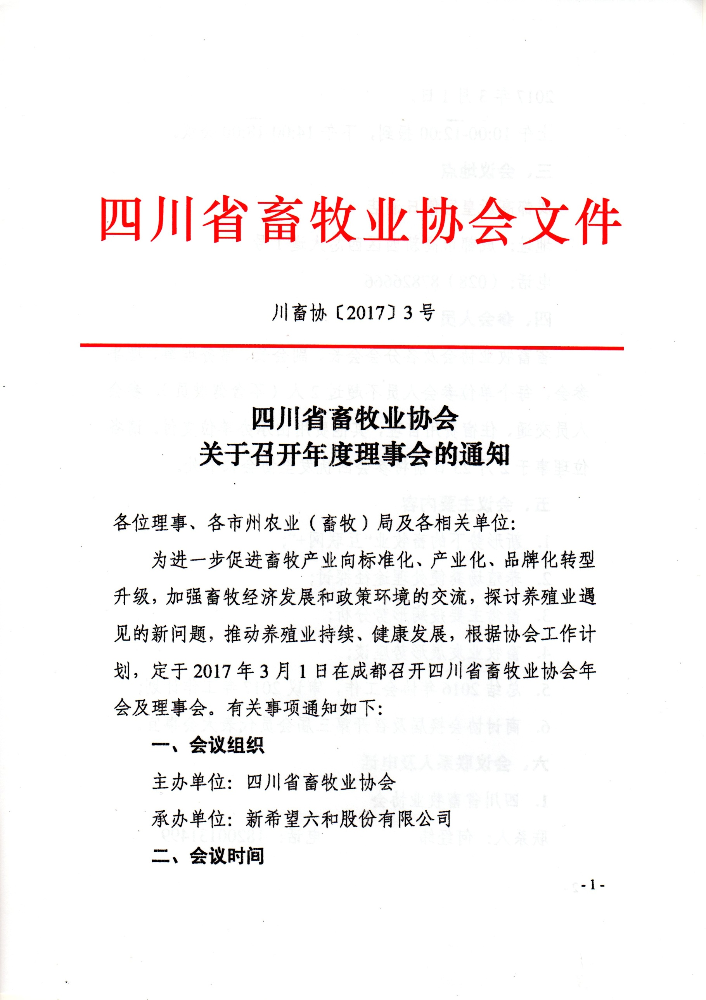 四川省畜牧业协会文件
川畜协〔2017〕3号
四川省畜牧业协会
关于召开年度理事会的通知
各位理事、各市州农业（畜牧）局及各相关单位：
为进一步促进畜牧产业向标准化、产业化、品牌化转型
升级，加强畜牧经济发展和政策环境的交流，探讨养殖业遇
见的新问题，推动养殖业持续、健康发展，根据协会工作计
划，定于 2017 年 3 月 1 日在成都召开四川省畜牧业协会年
会及理事会。有关事项通知如下：
一、会议组织
主办单位：四川省畜牧业协会
承办单位：新希望六和股份有限公司
二、会议时间
- 1 -